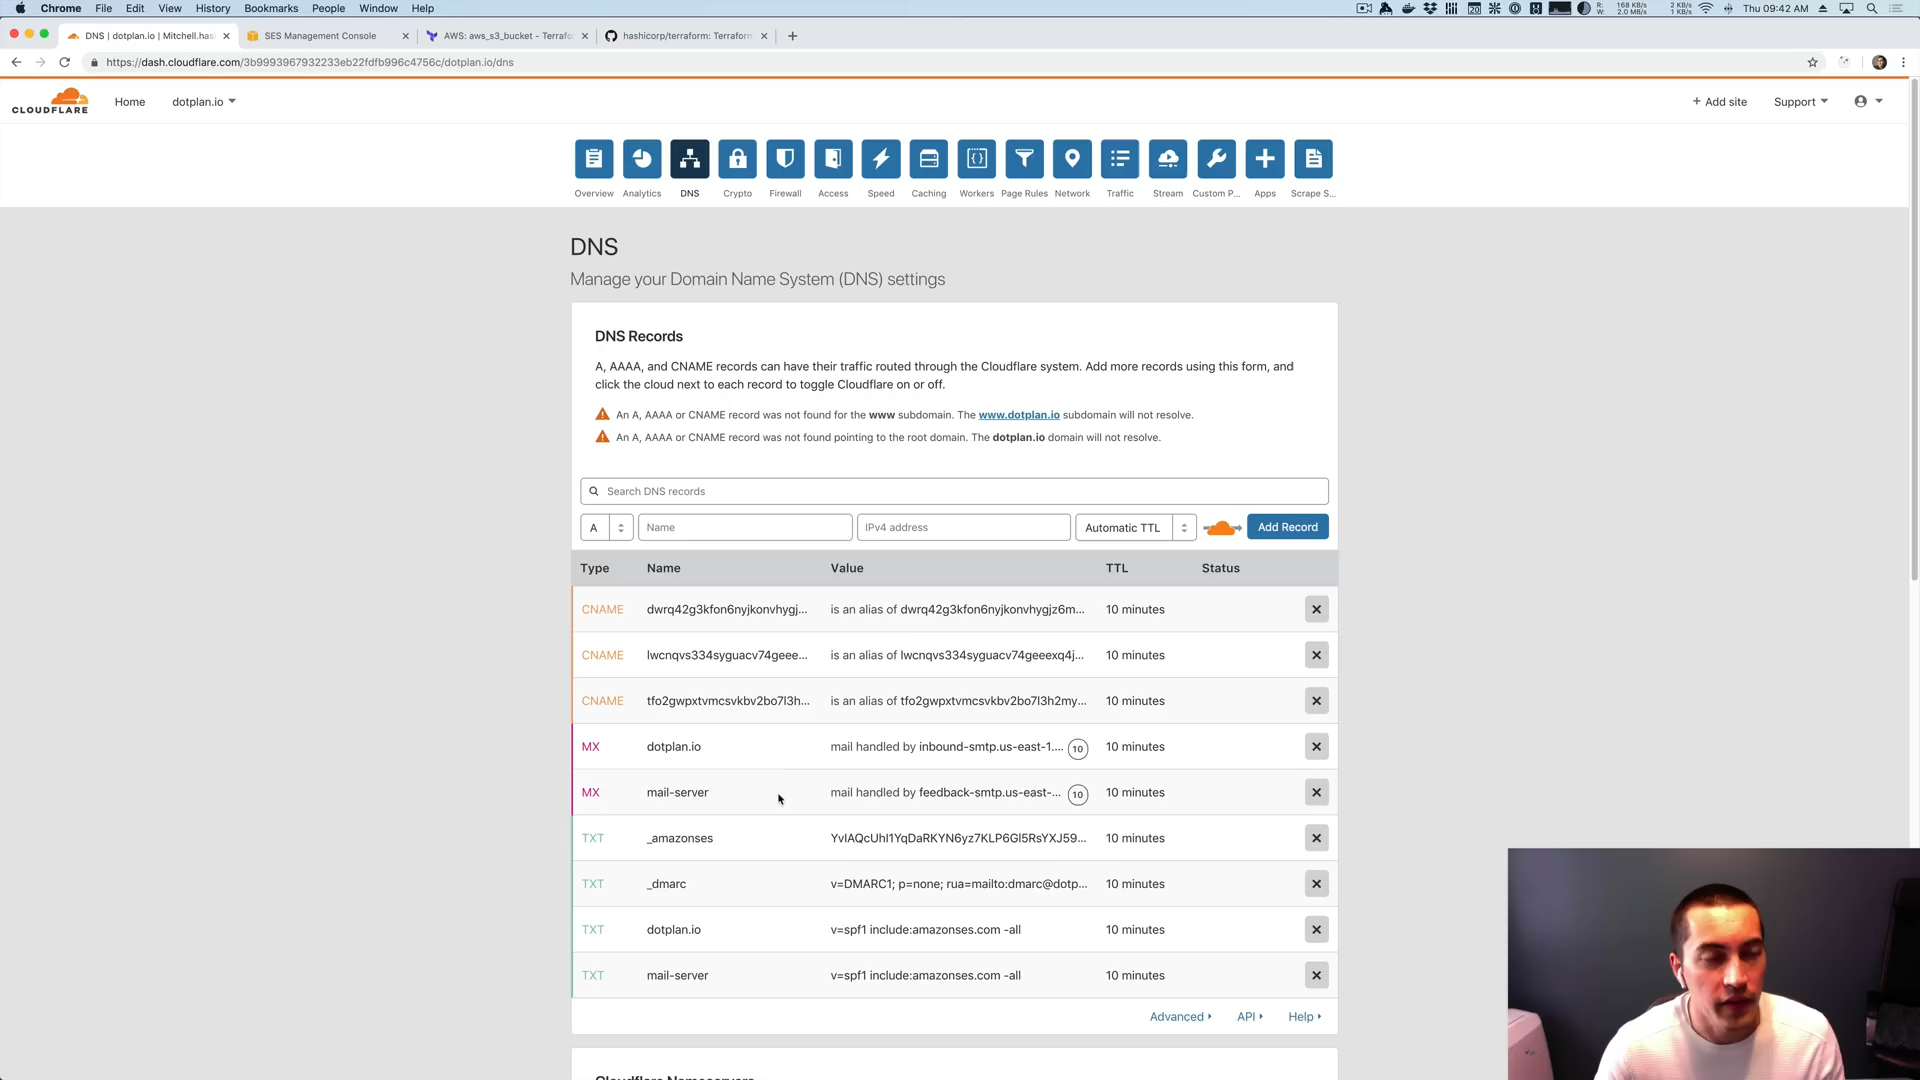 Chrome File Edit View History Bookmarks People Window Help
R: 168 KB/s
W: 2.0 MB/s
2 KB/s
1 KB/s
Thu 09:42 AM
DNS | dotplan.io | Mitchell.has
SES Management Console
AWS: aws_s3_bucket - Terrafo
hashicorp/terraform: Terraform
https://dash.cloudflare.com/3b9993967932233eb22fdfb996c4756c/dotplan.io/dns
CLOUDFLARE
Home dotplan.io
+ Add site Support
Overview Analytics DNS Crypto Firewall Access Speed Caching Workers Page Rules Network Traffic Stream Custom P... Apps Scrape S...
DNS
Manage your Domain Name System (DNS) settings
DNS Records
A, AAAA, and CNAME records can have their traffic routed through the Cloudflare system. Add more records using this form, and
click the cloud next to each record to toggle Cloudflare on or off.
An A, AAAA or CNAME record was not found for the www subdomain. The www.dotplan.io subdomain will not resolve.
An A, AAAA or CNAME record was not found pointing to the root domain. The dotplan.io domain will not resolve.
Search DNS records
A Name IPv4 address Automatic TTL Add Record
Type Name Value TTL Status
CNAME dwrq42g3kfon6nyjkonvhygj... is an alias of dwrq42g3kfon6nyjkonvhygjz6m... 10 minutes
CNAME lwcnqvs334syguacv74geee... is an alias of lwcnqvs334syguacv74geeexq4j... 10 minutes
CNAME tfo2gwpxtvmcsvkbv2bo7l3h... is an alias of tfo2gwpxtvmcsvkbv2bo7l3h2my... 10 minutes
MX dotplan.io mail handled by inbound-smtp.us-east-1.... 10 10 minutes
MX mail-server mail handled by feedback-smtp.us-east-... 10 10 minutes
TXT _amazonses YvIAQcUhI1YqDaRKYN6yz7KLP6Gl5RsYXJ59... 10 minutes
TXT _dmarc v=DMARC1; p=none; rua=mailto:dmarc@dotp... 10 minutes
TXT dotplan.io v=spf1 include:amazonses.com -all 10 minutes
TXT mail-server v=spf1 include:amazonses.com -all 10 minutes
Advanced API Help
Cloudflare Nameservers